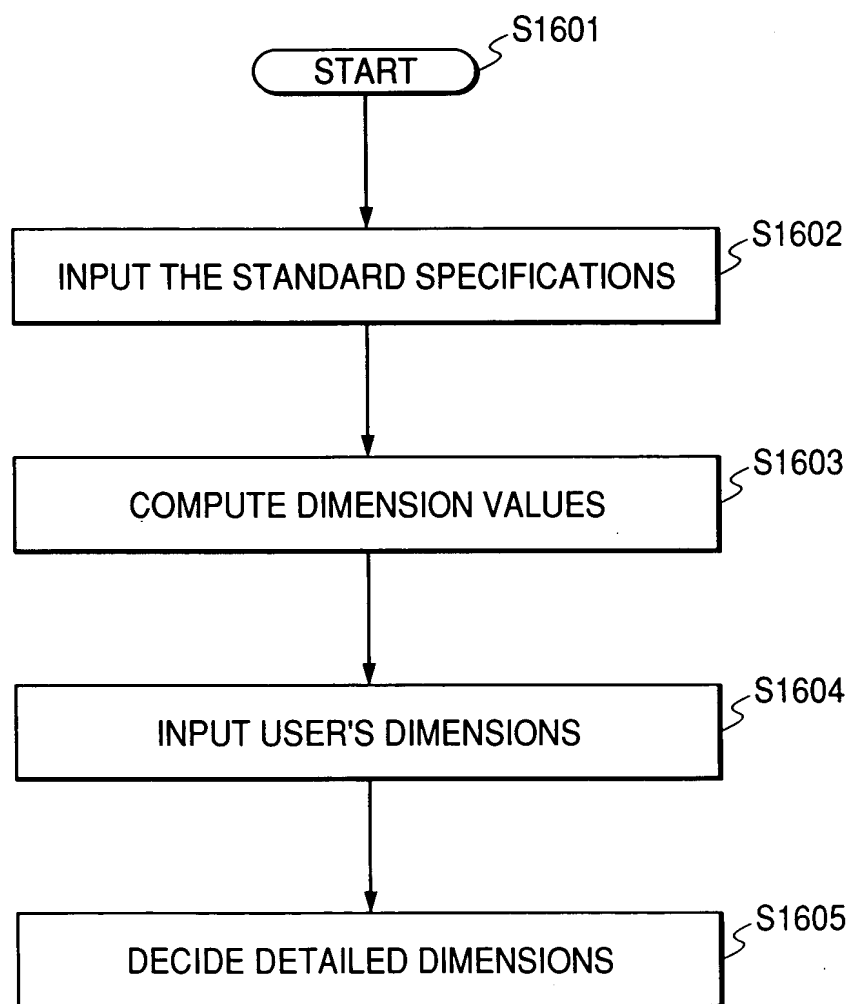 S1601
START
S1602
INPUT THE STANDARD SPECIFICATIONS
S1603
COMPUTE DIMENSION VALUES
S1604
INPUT USER'S DIMENSIONS
S1605
DECIDE DETAILED DIMENSIONS